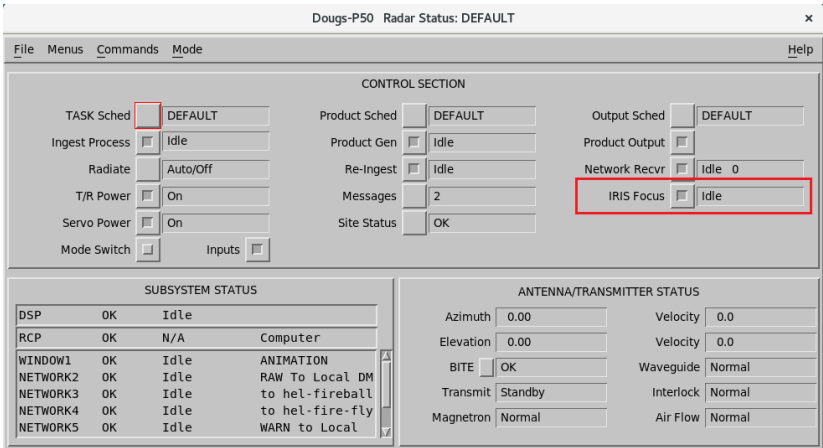 Dougs-P50 Radar Status: DEFAULT ×
File Menus Commands Mode Help
CONTROL SECTION
TASK Sched DEFAULT Product Sched DEFAULT Output Sched DEFAULT
Ingest Process Idle Product Gen Idle Product Output
Radiate Auto/Off Re-Ingest Idle Network Recvr Idle 0
T/R Power On Messages 2 IRIS Focus Idle
Servo Power On Site Status OK
Mode Switch Inputs
SUBSYSTEM STATUS
DSP OK Idle
RCP OK N/A Computer
WINDOW1 OK Idle ANIMATION
NETWORK2 OK Idle RAW To Local DM
NETWORK3 OK Idle to hel-fireball
NETWORK4 OK Idle to hel-fire-fly
NETWORK5 OK Idle WARN to Local
ANTENNA/TRANSMITTER STATUS
Azimuth 0.00 Velocity 0.0
Elevation 0.00 Velocity 0.0
BITE OK Waveguide Normal
Transmit Standby Interlock Normal
Magnetron Normal Air Flow Normal